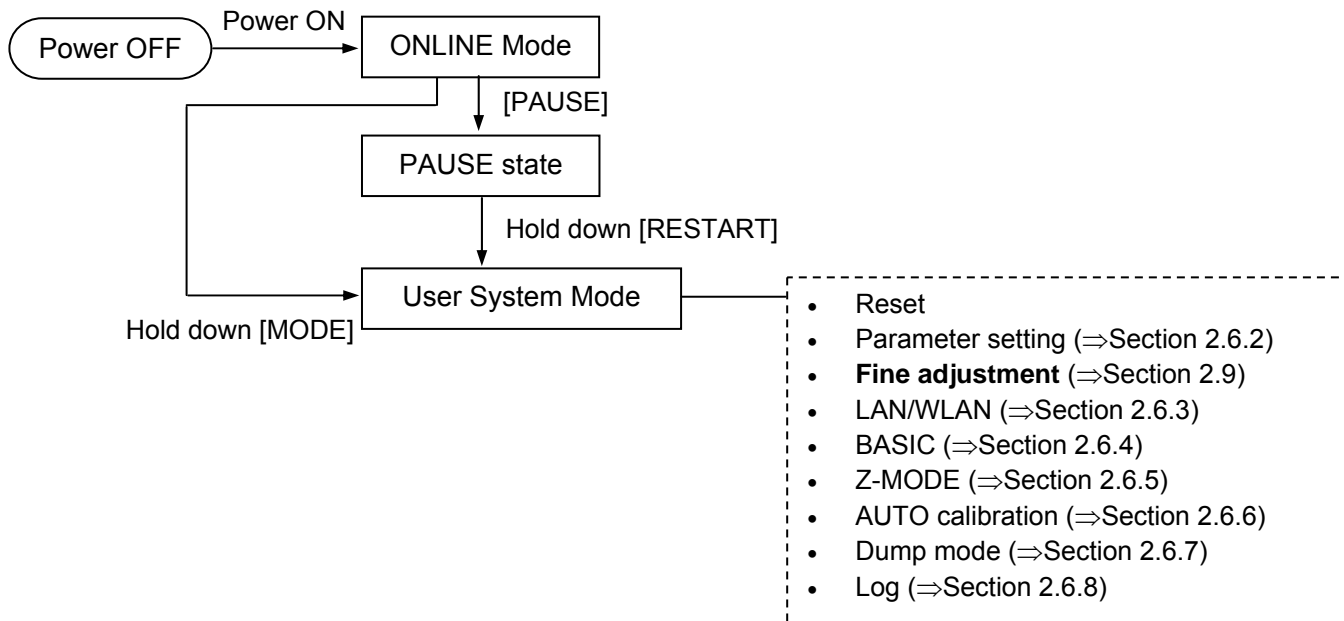 Power OFF
Power ON
ONLINE Mode
[PAUSE]
PAUSE state
Hold down [RESTART]
User System Mode
Hold down [MODE]
• Reset
• Parameter setting (⇒Section 2.6.2)
• Fine adjustment (⇒Section 2.9)
• LAN/WLAN (⇒Section 2.6.3)
• BASIC (⇒Section 2.6.4)
• Z-MODE (⇒Section 2.6.5)
• AUTO calibration (⇒Section 2.6.6)
• Dump mode (⇒Section 2.6.7)
• Log (⇒Section 2.6.8)